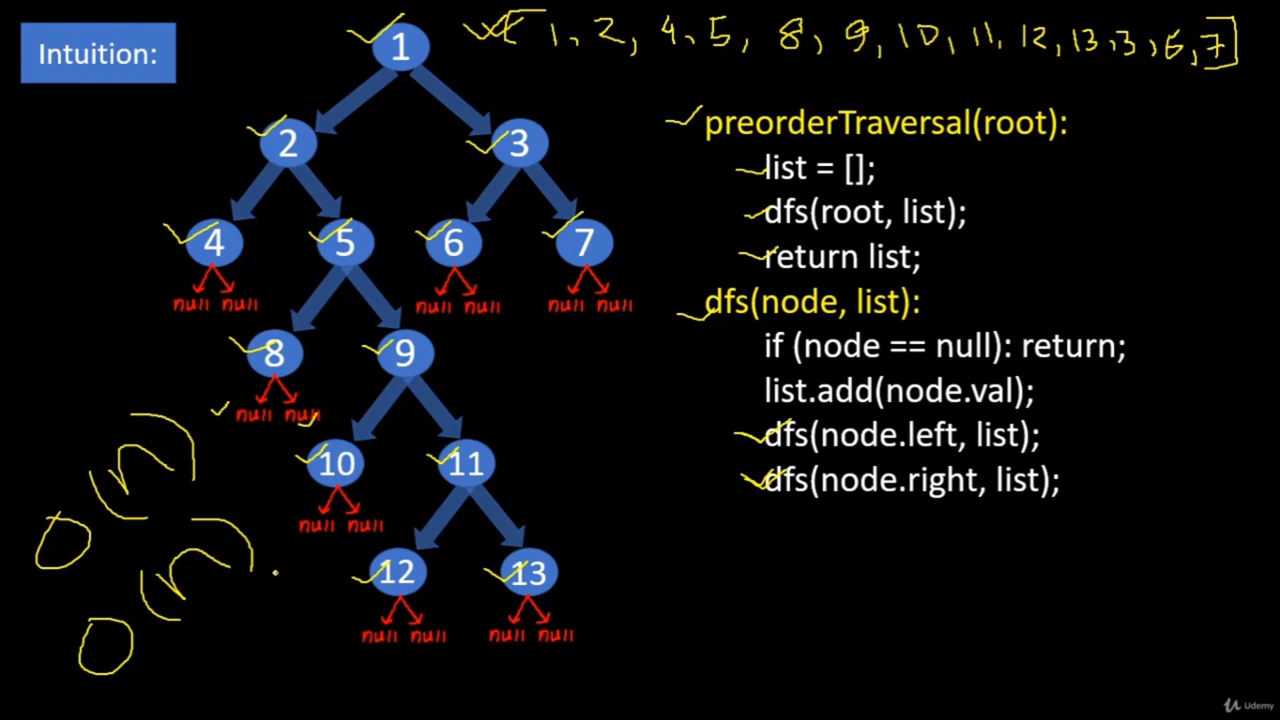 Intuition:
[1, 2, 4, 5, 8, 9, 10, 11, 12, 13, 3, 6, 7]
1
2 3
4 5 6 7
null null null null null null
8 9
null null
10 11
null null
12 13
null null null null
O(n)
O(n).
preorderTraversal(root):
list = [];
dfs(root, list);
return list;
dfs(node, list):
if (node == null): return;
list.add(node.val);
dfs(node.left, list);
dfs(node.right, list);
Udemy